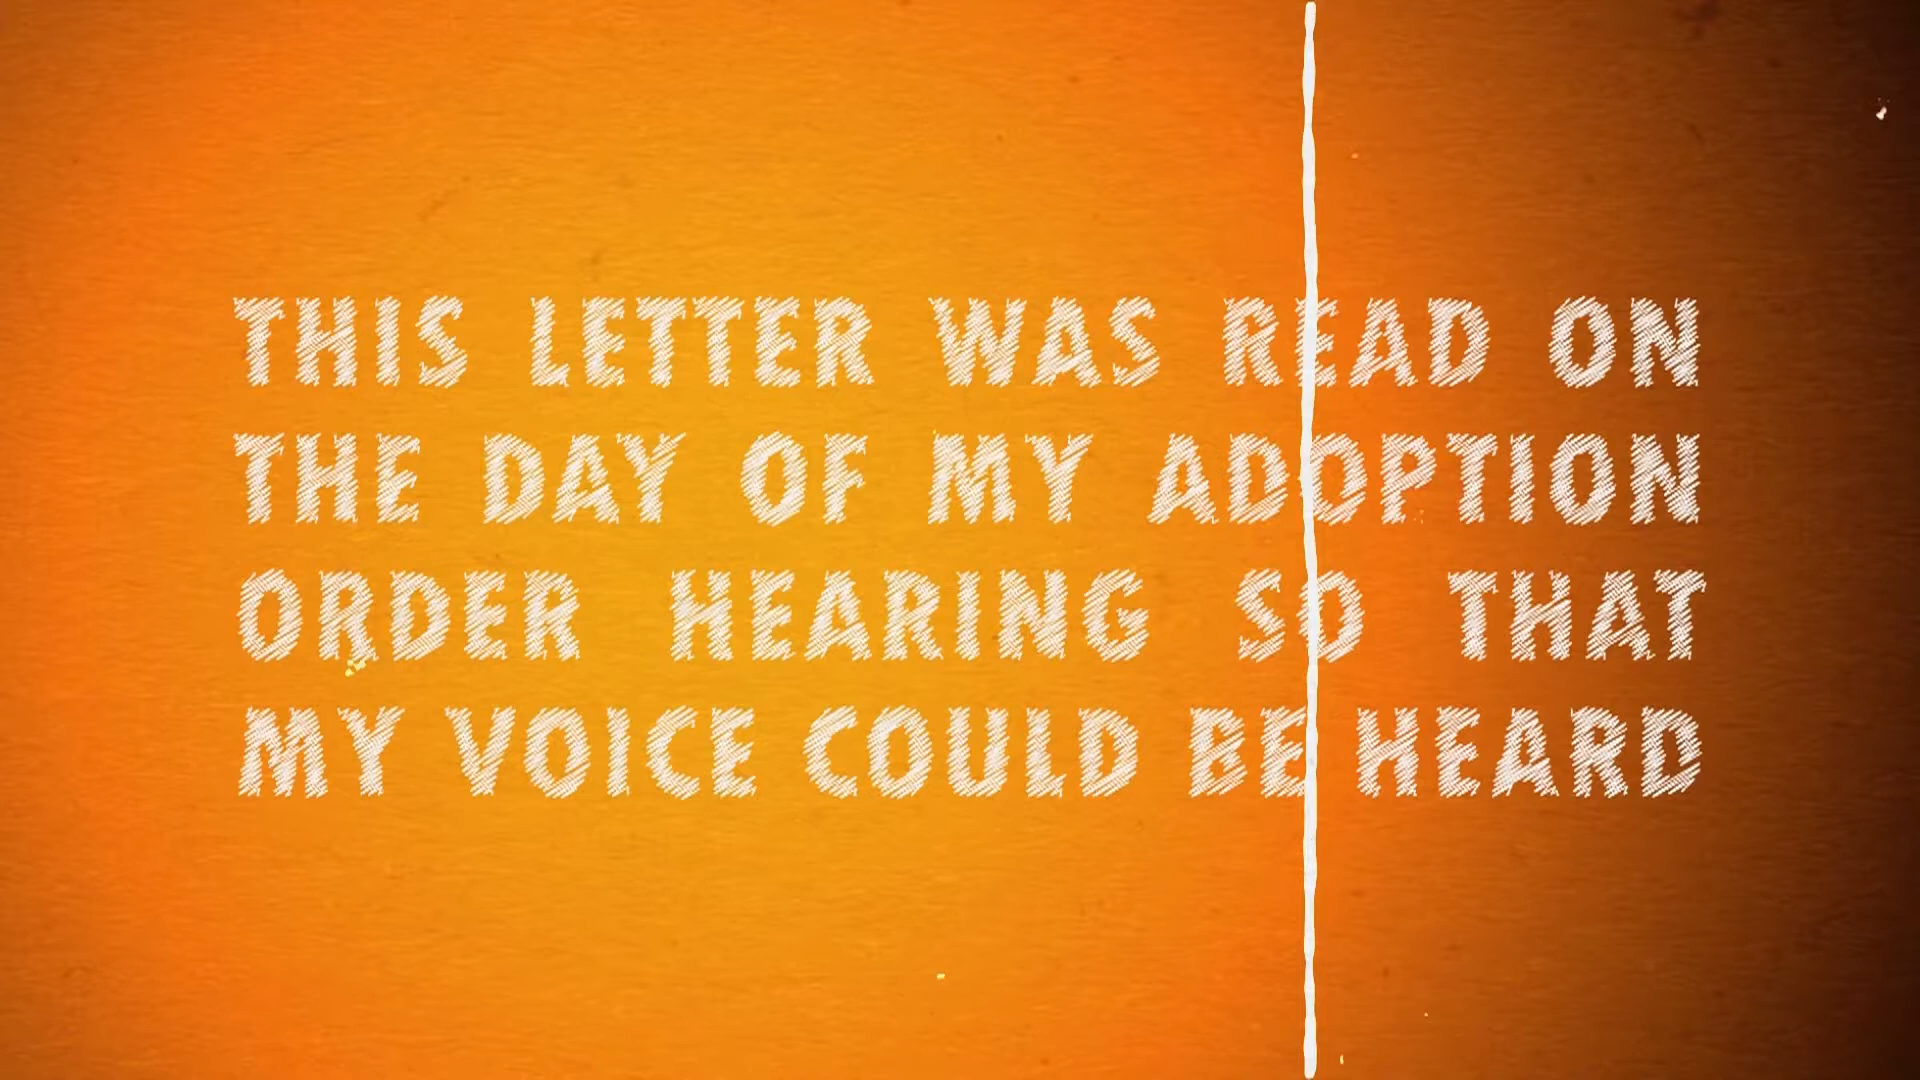 THIS LETTER WAS READ ON
THE DAY OF MY ADOPTION
ORDER HEARING SO THAT
MY VOICE COULD BE HEARD